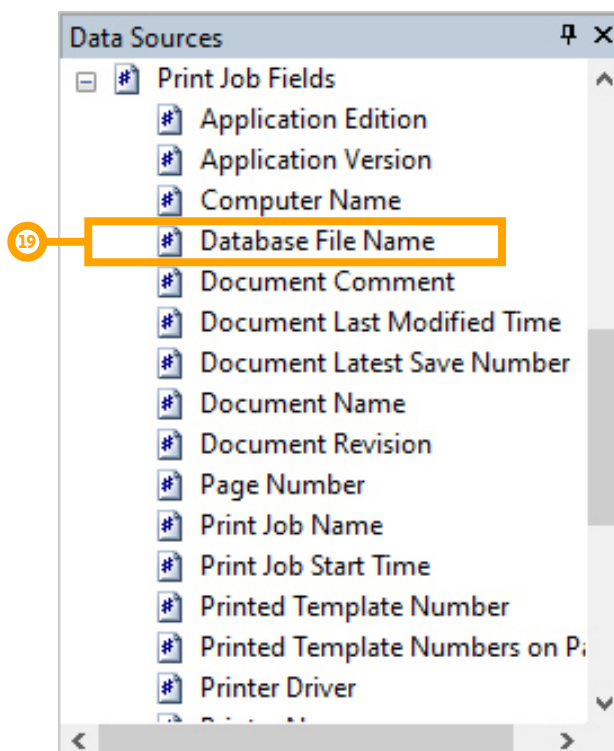 Data Sources
Print Job Fields
Application Edition
Application Version
Computer Name
19
Database File Name
Document Comment
Document Last Modified Time
Document Latest Save Number
Document Name
Document Revision
Page Number
Print Job Name
Print Job Start Time
Printed Template Number
Printed Template Numbers on
Printer Driver